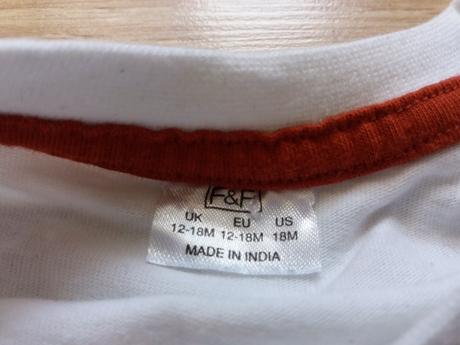 F&F
UK EU US
12-18M 12-18M 18M
MADE IN INDIA